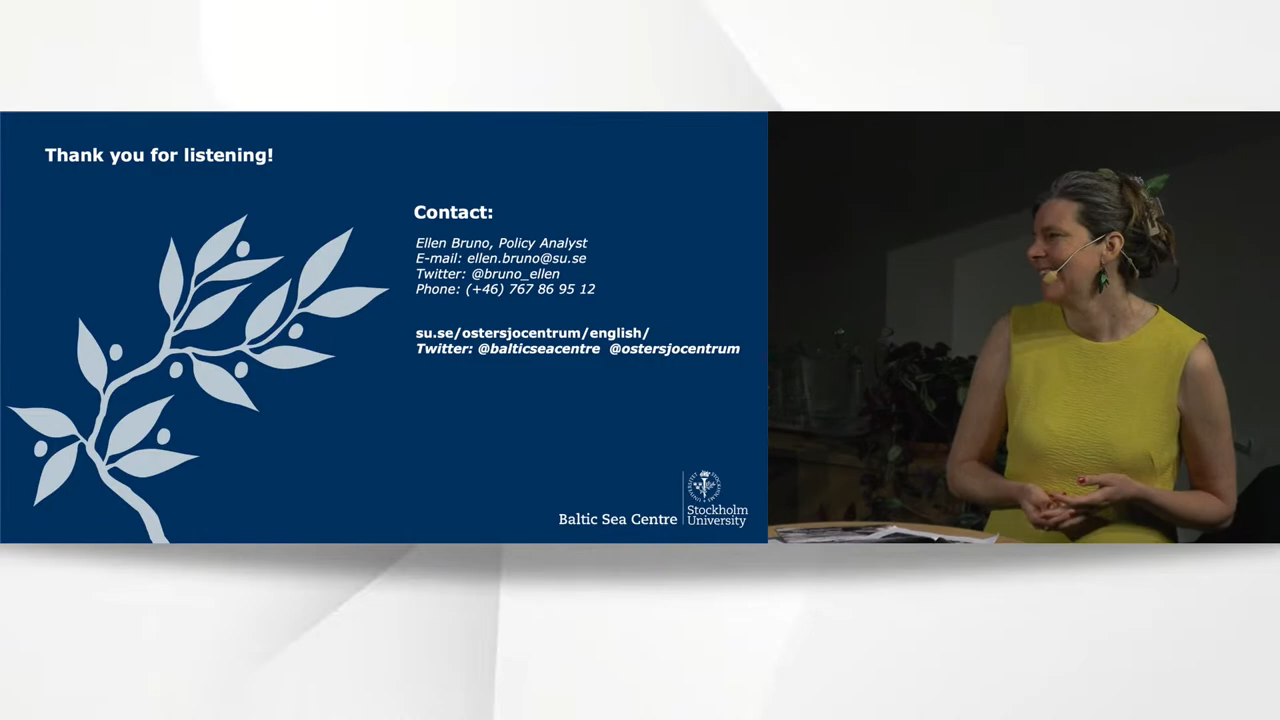 Thank you for listening!
Contact:
Ellen Bruno, Policy Analyst
E-mail: ellen.bruno@su.se
Twitter: @bruno_ellen
Phone: (+46) 767 86 95 12
su.se/ostersjocentrum/english/
Twitter: @balticseacentre @ostersjocentrum
Baltic Sea Centre
Stockholm
University